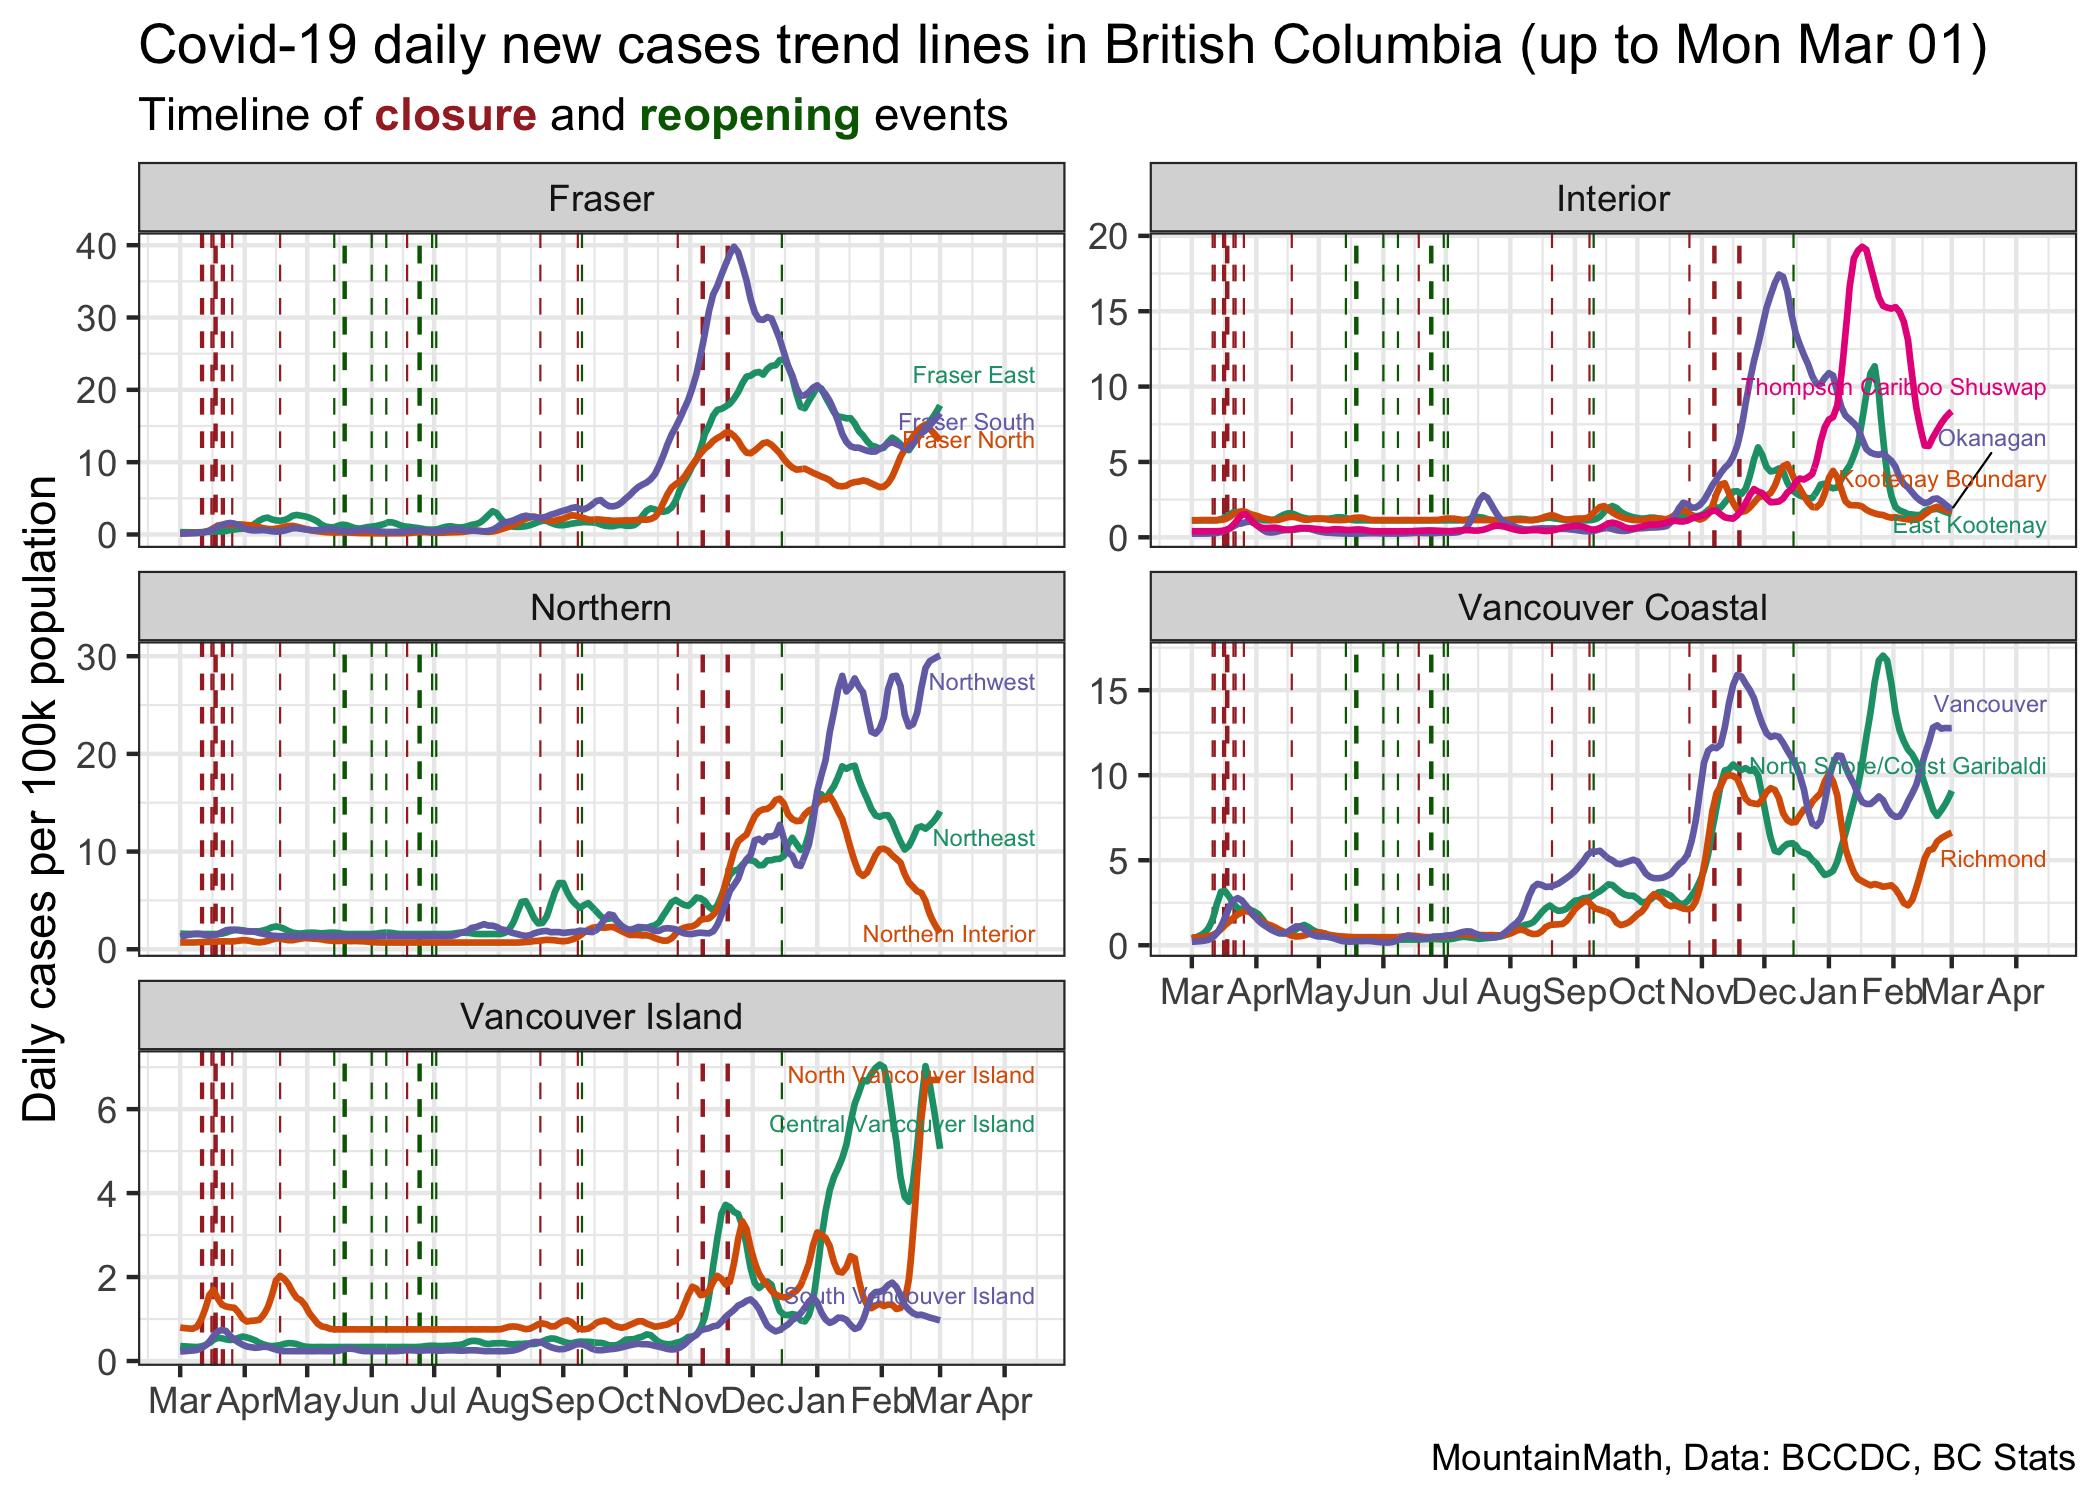 Covid-19 daily new cases trend lines in British Columbia (up to Mon Mar 01)
Timeline of closure and reopening events
Daily cases per 100k population
Fraser
40
30
20
10
0
Fraser East
Fraser South
Fraser North
Interior
20
15
10
5
0
Thompson Cariboo Shuswap
Okanagan
Kootenay Boundary
East Kootenay
Northern
30
20
10
0
Northwest
Northeast
Northern Interior
Vancouver Coastal
15
10
5
0
Vancouver
North Shore/Coast Garibaldi
Richmond
Mar Apr May Jun Jul Aug Sep Oct Nov Dec Jan Feb Mar Apr
Vancouver Island
6
4
2
0
North Vancouver Island
Central Vancouver Island
South Vancouver Island
Mar Apr May Jun Jul Aug Sep Oct Nov Dec Jan Feb Mar Apr
MountainMath, Data: BCCDC, BC Stats